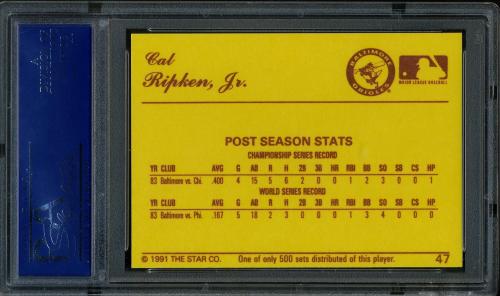 Cal
Ripken, Jr.
BALTIMORE
ORIOLES
MAJOR LEAGUE BASEBALL
POST SEASON STATS
CHAMPIONSHIP SERIES RECORD
YR CLUB AVG G AB R H 2B 3B HR RBI BB SO SB CS HP
83 Baltimore vs. Chi. .400 4 15 5 6 2 0 0 1 2 3 0 0 1
WORLD SERIES RECORD
YR CLUB AVG G AB R H 2B 3B HR RBI BB SO SB CS HP
83 Baltimore vs. Phi. .167 5 18 2 3 0 0 0 1 3 4 0 0 0
© 1991 THE STAR CO. One of only 500 sets distributed of this player. 47